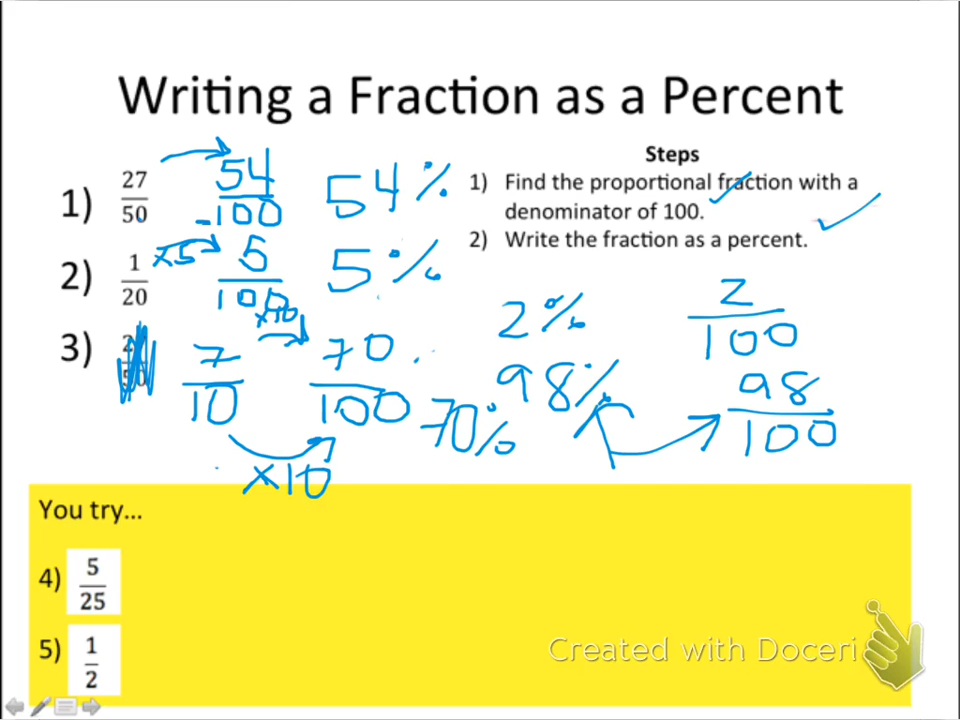 Writing a Fraction as a Percent
Steps
1) Find the proportional fraction with a
denominator of 100.
2) Write the fraction as a percent.
1) 27/50 54/100 54%
2) 1/20 ×5 5/100 5%
3) 7/10 ×10 70/100 70%
×10
2% 2/100
98% 98/100
You try...
4) 5/25
5) 1/2
Created with Doceri